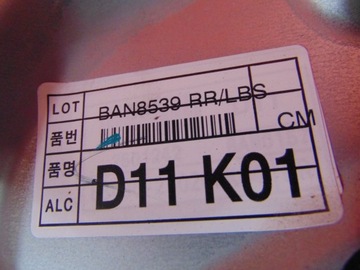 LOT BAN8539 RR/LBS
품번 CM
품명
ALC D11 K01